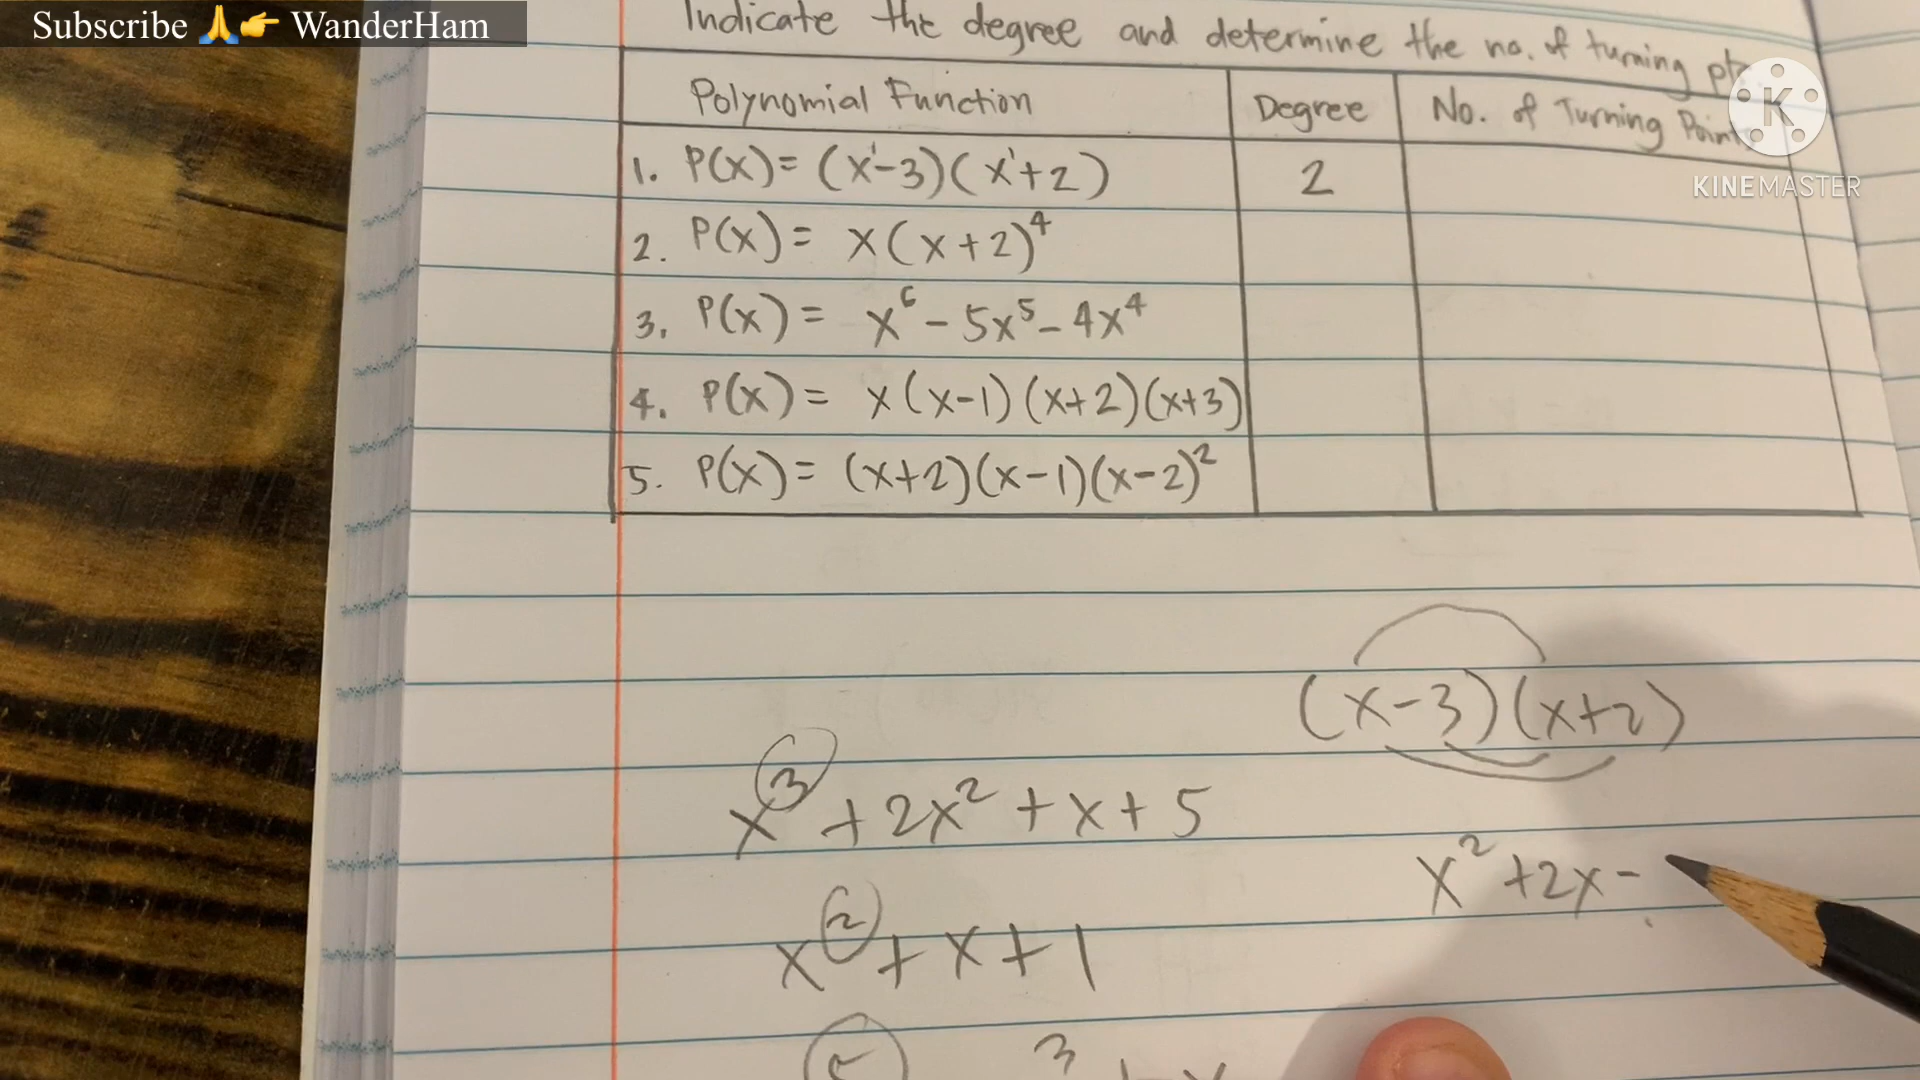 Subscribe 🙏👉 WanderHam
Indicate the degree and determine the no. of turning
Polynomial Function Degree No. of Turning Point
KINEMASTER
1. P(x) = (x¹-3)(x¹+2) 2
2. P(x) = x(x+2)⁴
3. P(x) = x⁶ - 5x⁵ - 4x⁴
4. P(x) = x(x-1)(x+2)(x+3)
5. P(x) = (x+2)(x-1)(x-2)²
(x-3)(x+2)
x³ + 2x² + x + 5
x² + 2x -
x² + x + 1
3